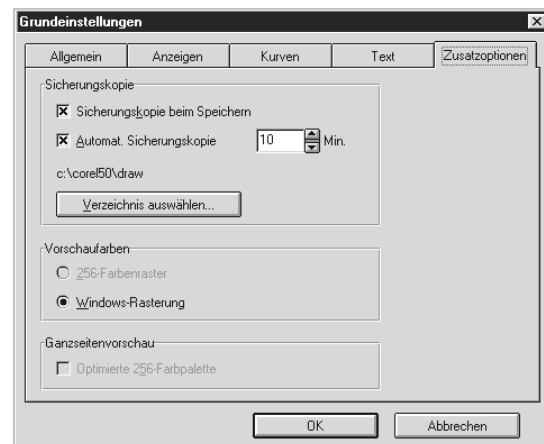 Grundeinstellungen
Allgemein Anzeigen Kurven Text Zusatzoptionen
Sicherungskopie
Sicherungskopie beim Speichern
Automat. Sicherungskopie 10 Min.
c:\corel50\draw
Verzeichnis auswählen...
Vorschaufarben
256-Farbenraster
Windows-Rasterung
Ganzseitenvorschau
Optimierte 256-Farbpalette
OK Abbrechen